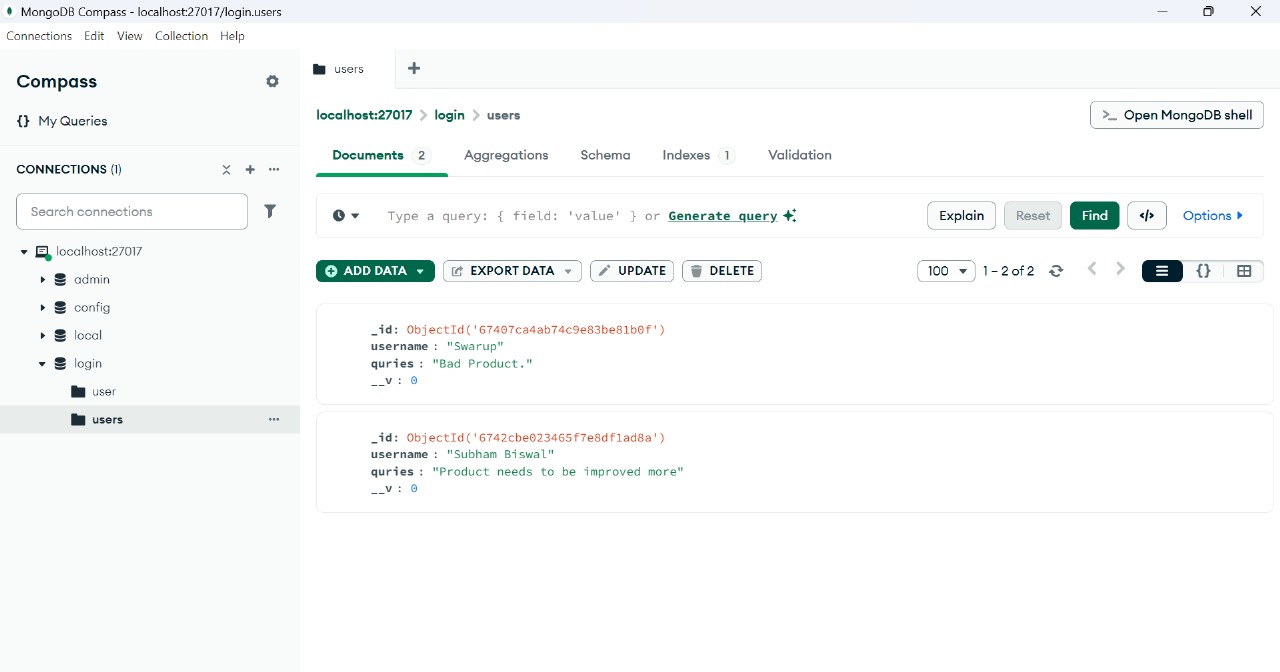 MongoDB Compass - localhost:27017/login.users
Connections Edit View Collection Help
Compass
{} My Queries
CONNECTIONS (1)
Search connections
localhost:27017
admin
config
local
login
user
users
users
localhost:27017 > login > users
>_ Open MongoDB shell
Documents 2 Aggregations Schema Indexes 1 Validation
Type a query: { field: 'value' } or Generate query
Explain Reset Find </> Options
ADD DATA EXPORT DATA UPDATE DELETE
100 1 – 2 of 2 {}
_id: ObjectId('67407ca4ab74c9e83be81b0f')
username : "Swarup"
quries : "Bad Product."
__v : 0
_id: ObjectId('6742cbe023465f7e8df1ad8a')
username : "Subham Biswal"
quries : "Product needs to be improved more"
__v : 0